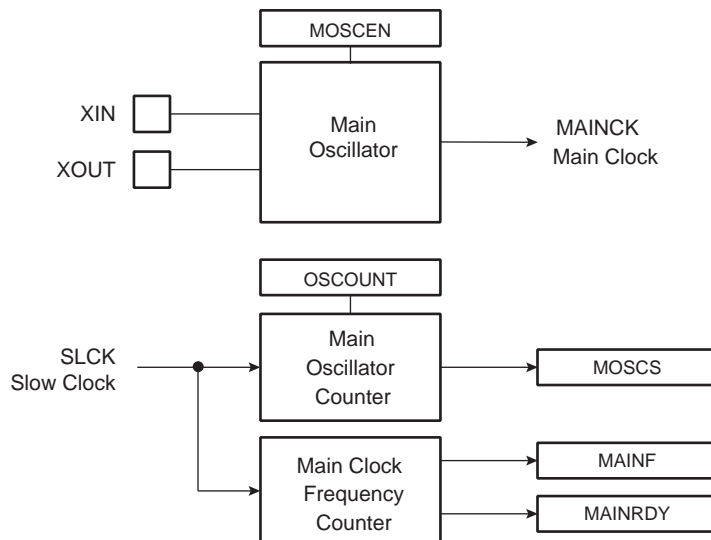 MOSCEN
XIN
Main
Oscillator
MAINCK
Main Clock
XOUT
OSCOUNT
SLCK
Slow Clock
Main
Oscillator
Counter
MOSCS
Main Clock
Frequency
Counter
MAINF
MAINRDY